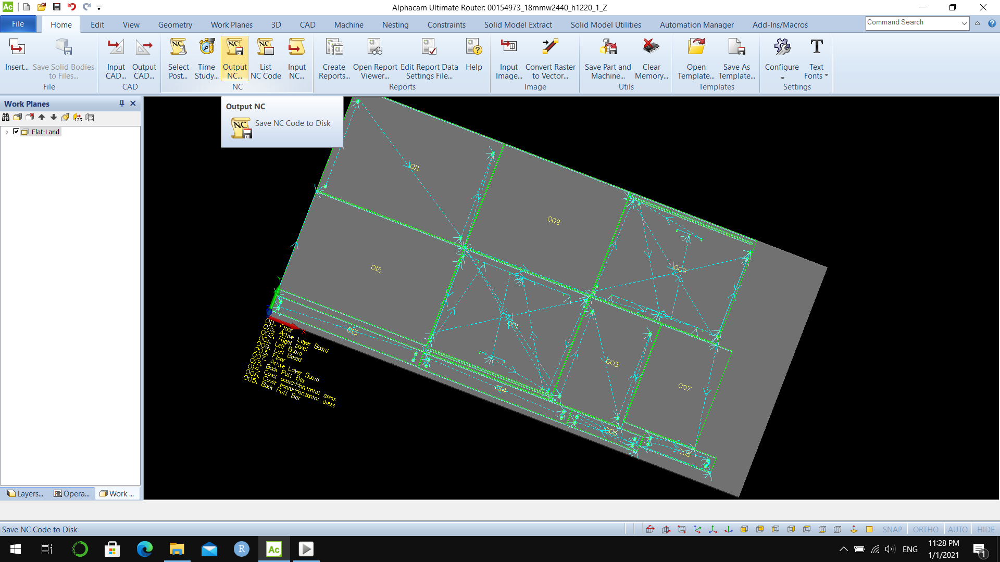 Alphacam Ultimate Router: 00154973_18mmw2440_h1220_1_Z
File Home Edit View Geometry Work Planes 3D CAD Machine Nesting Constraints Solid Model Extract Solid Model Utilities Automation Manager Add-Ins/Macros Command Search
Insert... Save Solid Bodies to Files...
File
Input CAD... Output CAD...
CAD
Select Post... Time Study... Output NC... List NC Code Input NC...
NC
Create Reports... Open Report Viewer... Edit Report Data Settings File... Help
Reports
Input Image... Convert Raster to Vector...
Image
Save Part and Machine... Clear Memory...
Utils
Open Template... Save As Template...
Templates
Configure Text Fonts
Settings
Work Planes
Flat-Land
Output NC
Save NC Code to Disk
011
002
009
015
001
013
003
007
014
006
005
Y
X
011. Floor
015. Active Layer Board
002. Right panel
001. Left Board
009. Left Board
003. Floor
007. Active Layer Board
013. Back Pull Bar
014. Cover board-Horizontal dress
006. Cover board-Horizontal dress
005. Back Pull Bar
Layers... Opera... Work ...
Save NC Code to Disk
SNAP ORTHO AUTO HIDE
ENG
11:28 PM
1/1/2021
1